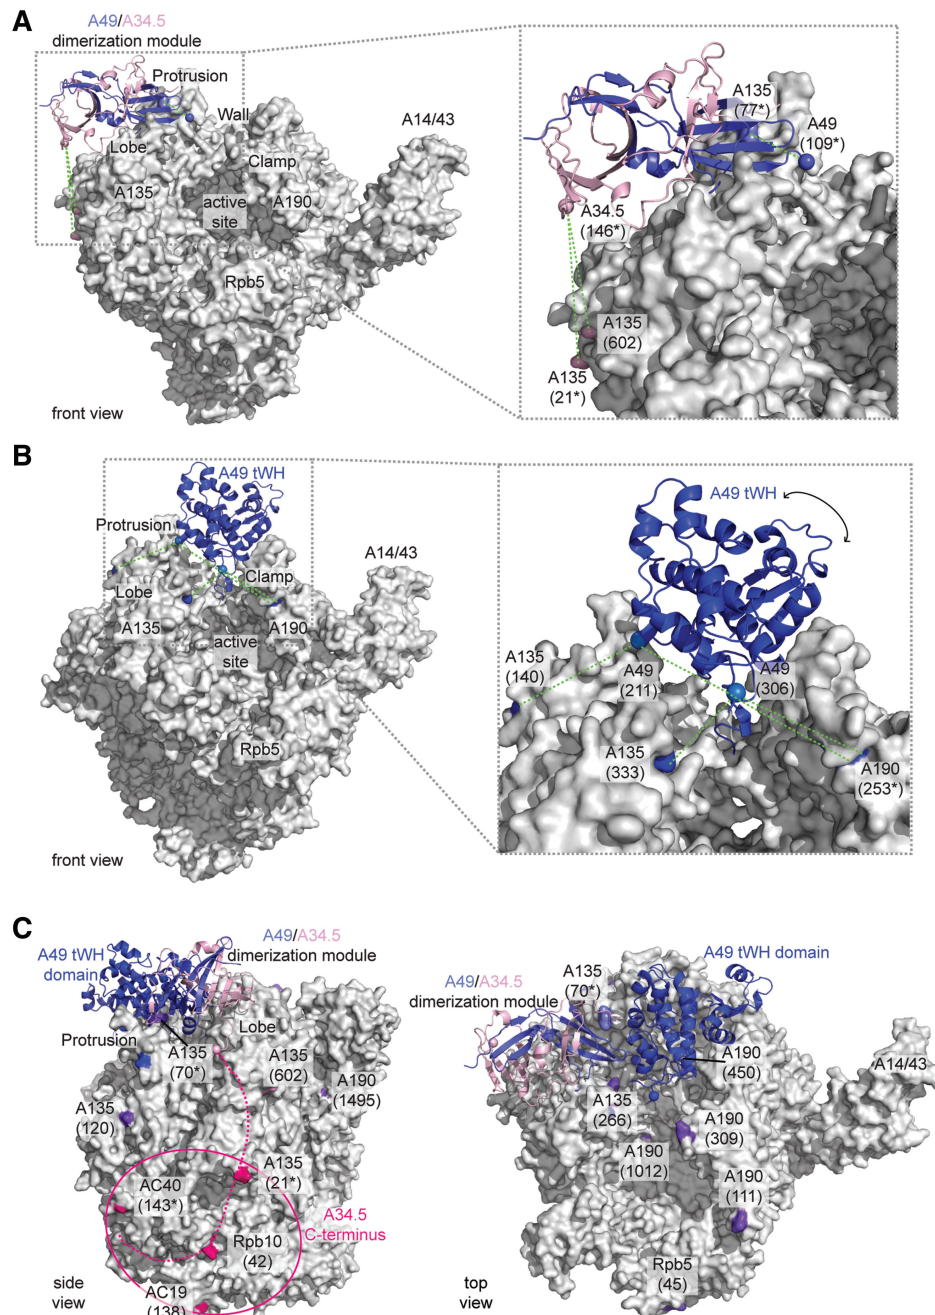 A
A49/A34.5
dimerization module
Protrusion
Wall
A14/43
Lobe
Clamp
A135
active
site
A190
Rpb5
front view
A135
(77*)
A49
(109*)
A34.5
(146*)
A135
(602)
A135
(21*)
B
A49 tWH
Protrusion
A14/43
Lobe
Clamp
A135
active
site
A190
Rpb5
front view
A49 tWH
A135
(140)
A49
(211)
A49
(306)
A135
(333)
A190
(253*)
C
A49 tWH
domain
A49/A34.5
dimerization module
Protrusion
Lobe
A135
(70*)
A135
(602)
A190
(1495)
A135
(120)
A135
(21*)
AC40
(143*)
A34.5
C-terminus
Rpb10
(42)
AC19
(138)
side
view
A49 tWH domain
A49/A34.5
dimerization module
A135
(70*)
A190
(450)
A14/43
A135
(266)
A190
(309)
A190
(1012)
A190
(111)
Rpb5
(45)
top
view